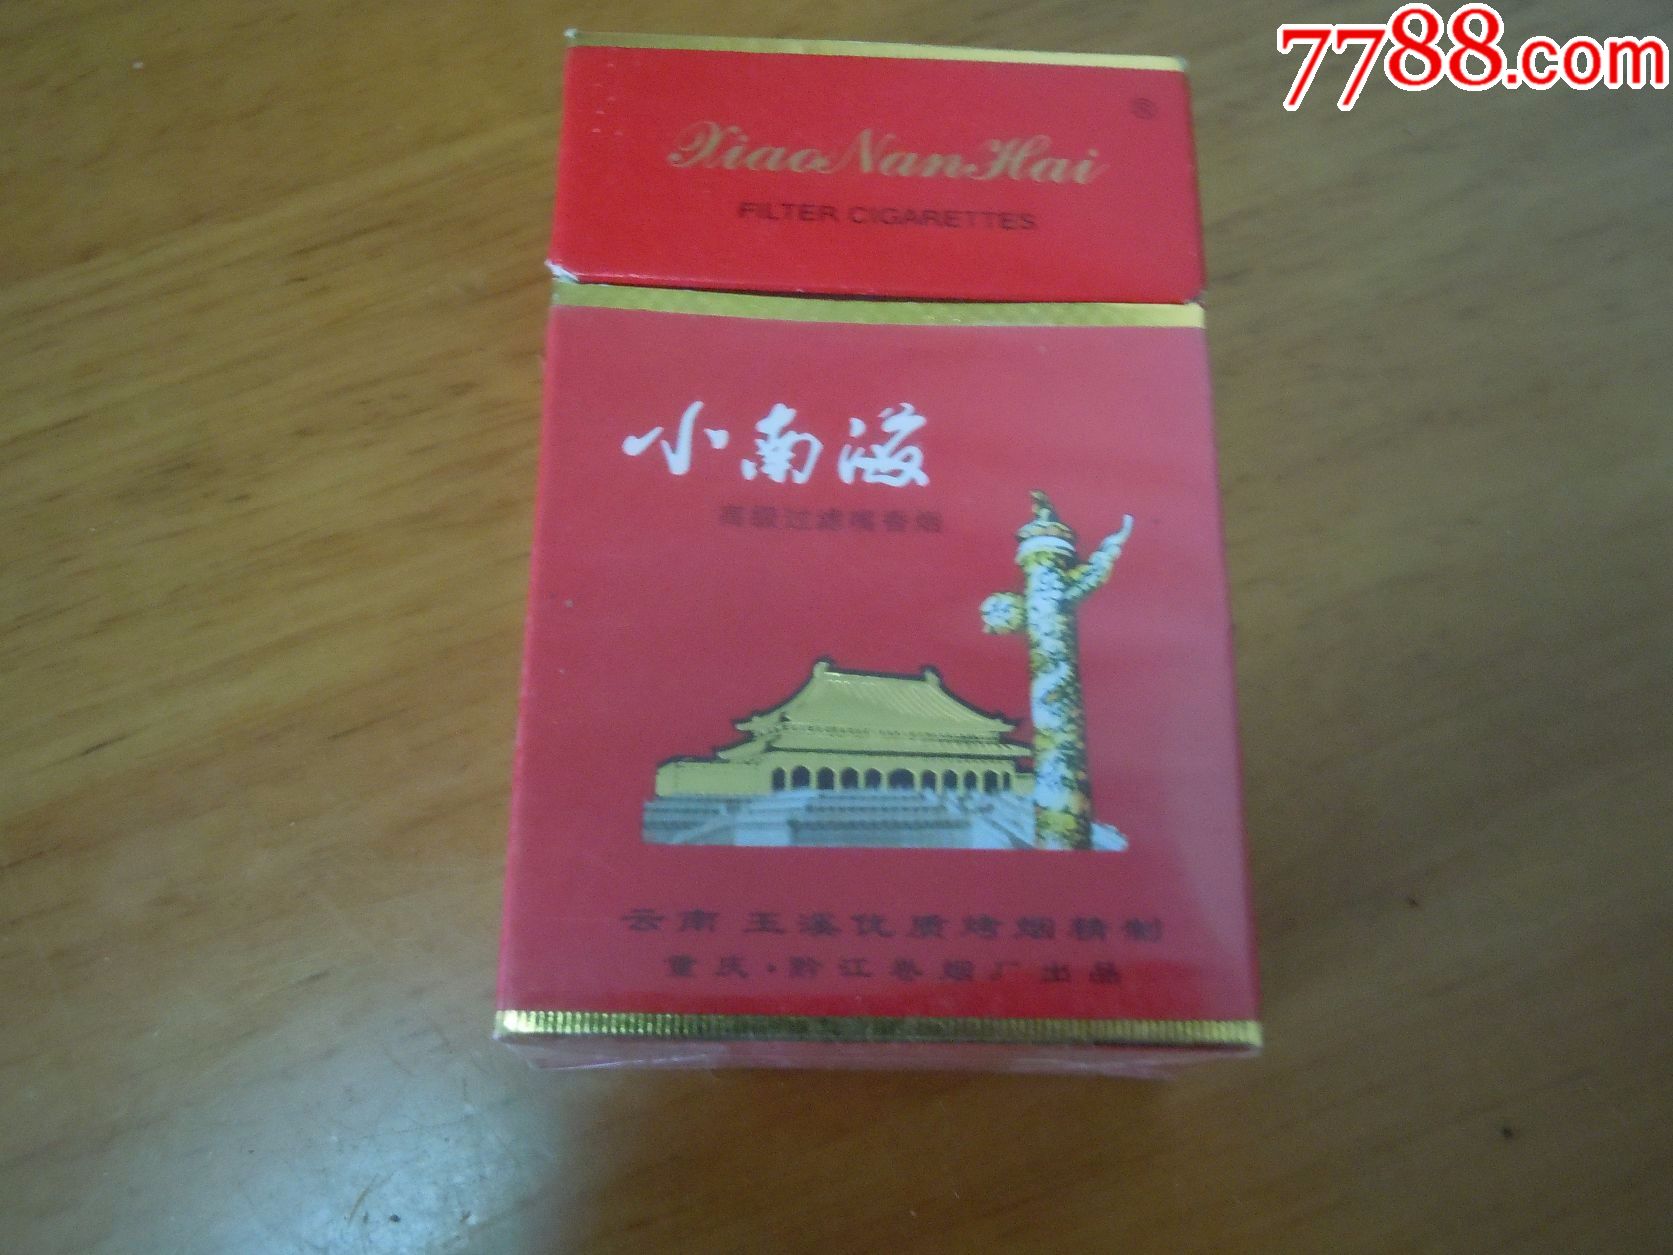 7788.com
XiaoNanHai
FILTER CIGARETTES
小南海
高级过滤嘴香烟
云南 玉溪优质烤烟精制
重庆·黔江卷烟厂出品